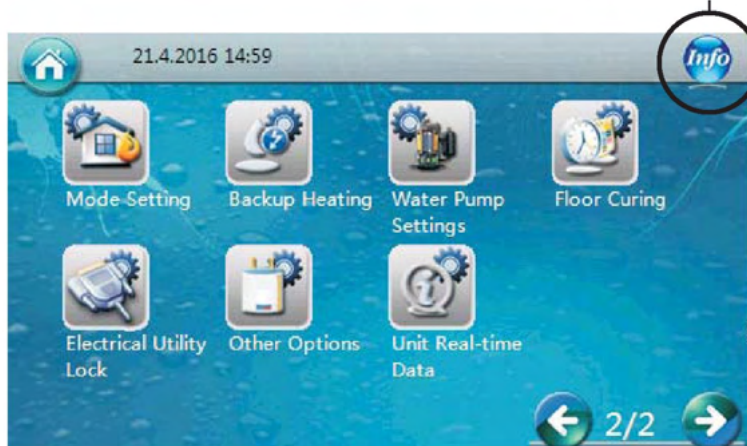 21.4.2016 14:59
Info
Mode Setting
Backup Heating
Water Pump
Settings
Floor Curing
Electrical Utility
Lock
Other Options
Unit Real-time
Data
2/2